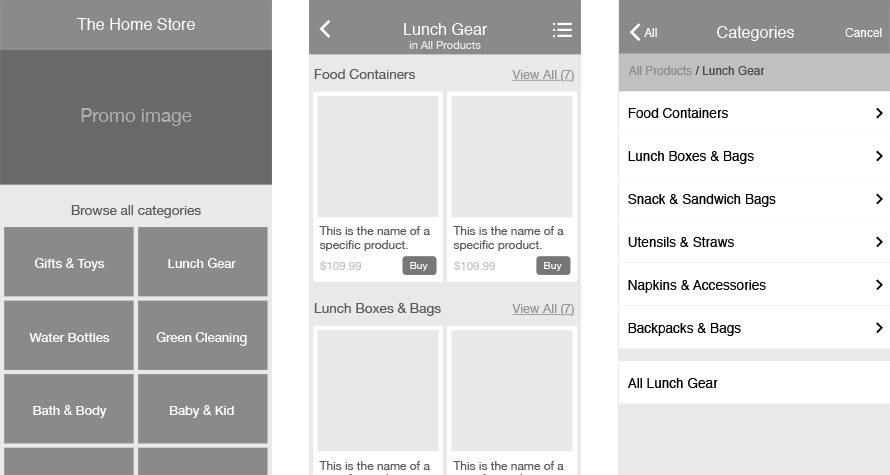 The Home Store
Promo image
Browse all categories
Gifts & Toys
Lunch Gear
Water Bottles
Green Cleaning
Bath & Body
Baby & Kid
Lunch Gear
in All Products
Food Containers
View All (7)
This is the name of a
specific product.
$109.99
Buy
This is the name of a
specific product.
$109.99
Buy
Lunch Boxes & Bags
View All (7)
This is the name of a
This is the name of a
All
Categories
Cancel
All Products / Lunch Gear
Food Containers
Lunch Boxes & Bags
Snack & Sandwich Bags
Utensils & Straws
Napkins & Accessories
Backpacks & Bags
All Lunch Gear